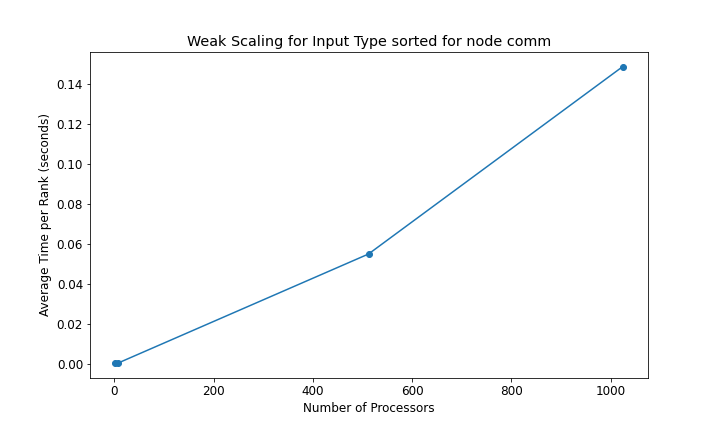 Weak Scaling for Input Type sorted for node comm
0.14
0.12
0.10
0.08
0.06
0.04
0.02
0.00
Average Time per Rank (seconds)
0 200 400 600 800 1000
Number of Processors